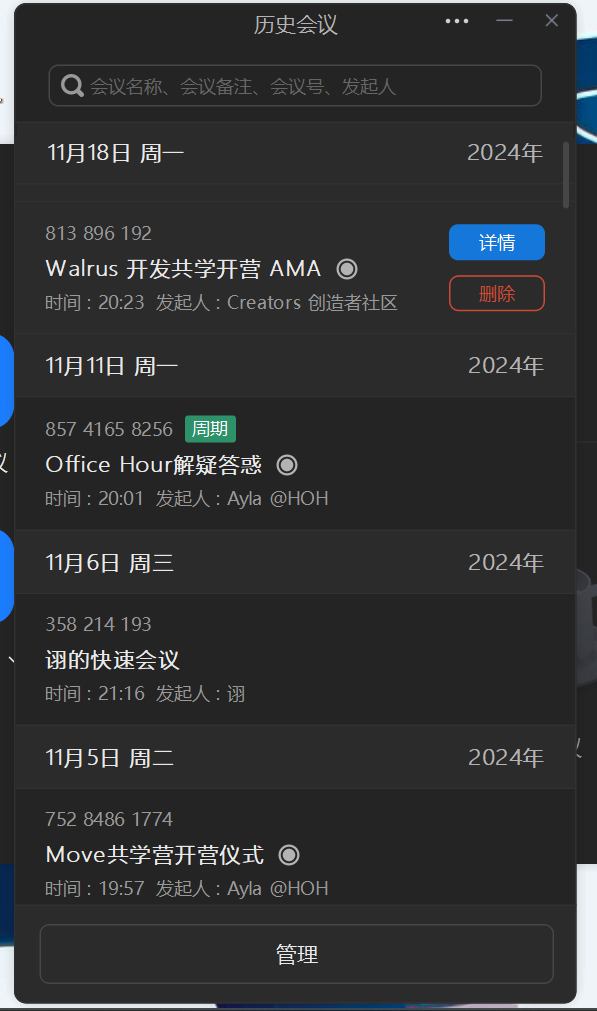 历史会议
会议名称、会议备注、会议号、发起人
11月18日 周一 2024年
813 896 192
详情
Walrus 开发共学开营 AMA
时间：20:23 发起人：Creators 创造者社区
删除
11月11日 周一 2024年
857 4165 8256 周期
Office Hour解疑答惑
时间：20:01 发起人：Ayla @HOH
11月6日 周三 2024年
358 214 193
诩的快速会议
时间：21:16 发起人：诩
11月5日 周二 2024年
752 8486 1774
Move共学营开营仪式
时间：19:57 发起人：Ayla @HOH
管理